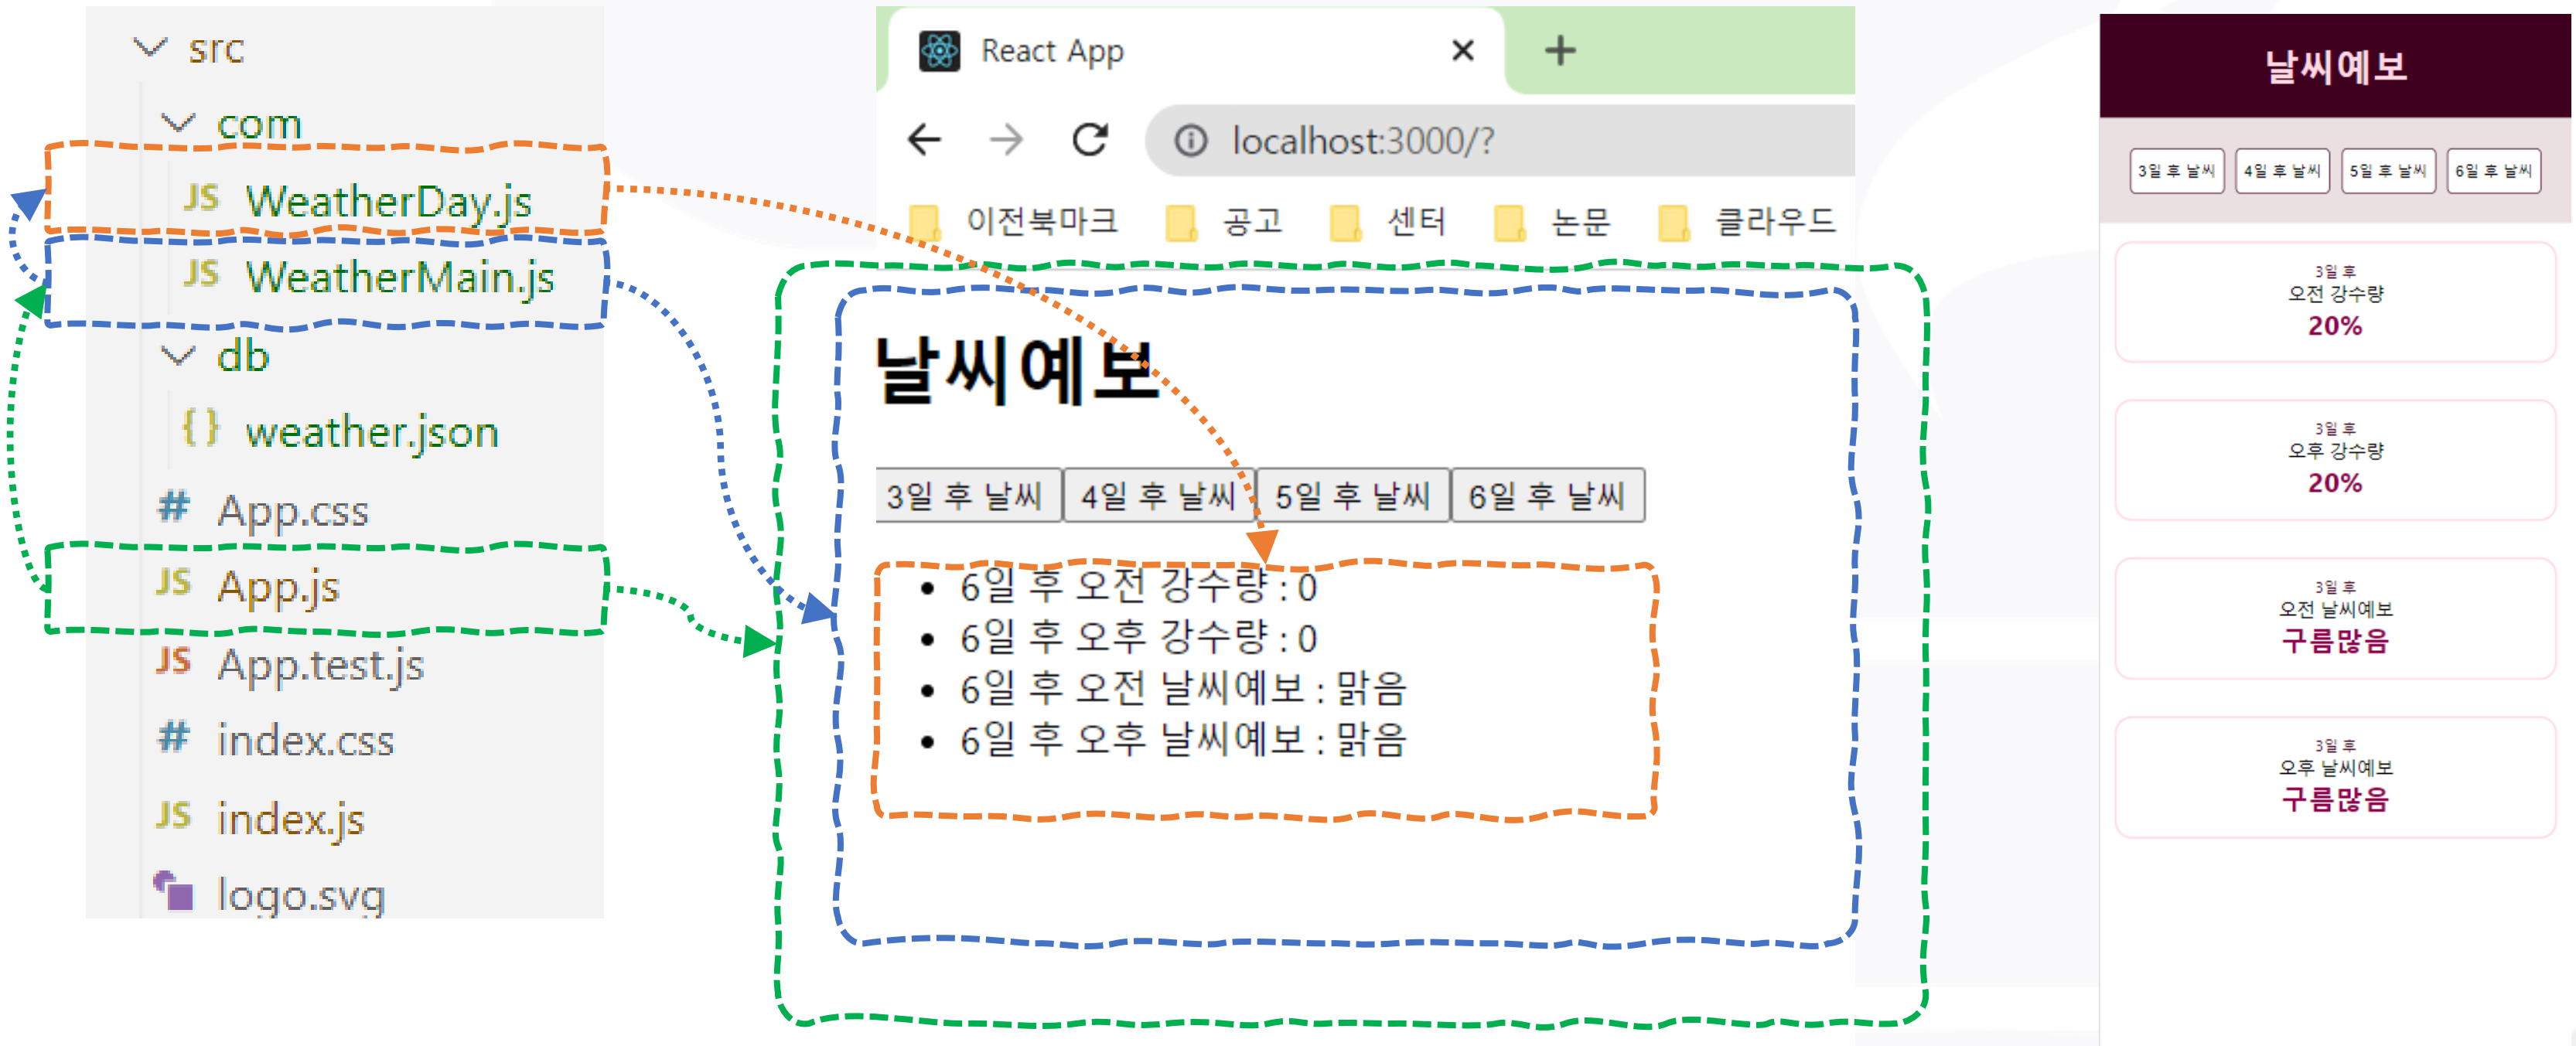 src
com
JS WeatherDay.js
JS WeatherMain.js
db
{} weather.json
# App.css
JS App.js
JS App.test.js
# index.css
JS index.js
logo.svg
React App
localhost:3000/?
이전북마크 공고 센터 논문 클라우드
날씨예보
3일 후 날씨 4일 후 날씨 5일 후 날씨 6일 후 날씨
• 6일 후 오전 강수량 : 0
• 6일 후 오후 강수량 : 0
• 6일 후 오전 날씨예보 : 맑음
• 6일 후 오후 날씨예보 : 맑음
날씨예보
3일 후 날씨 4일 후 날씨 5일 후 날씨 6일 후 날씨
3일 후
오전 강수량
20%
3일 후
오후 강수량
20%
3일 후
오전 날씨예보
구름많음
3일 후
오후 날씨예보
구름많음